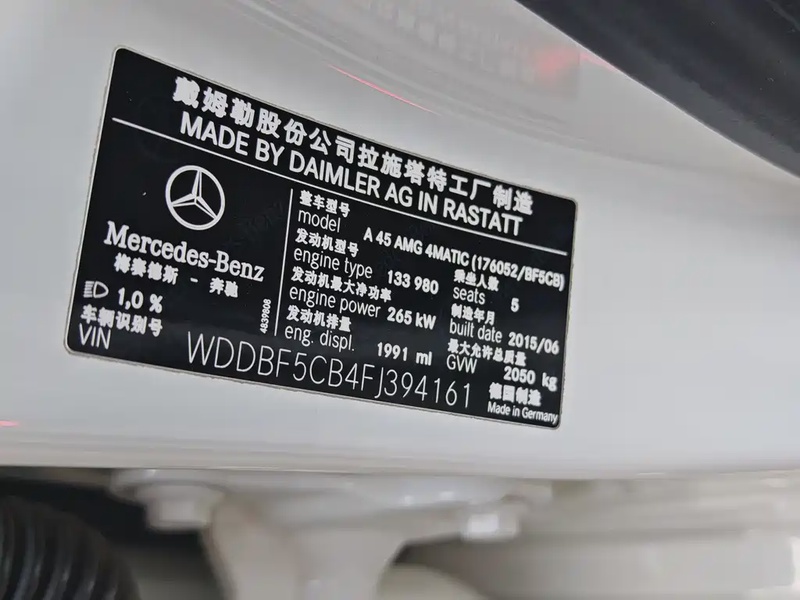 戴姆勒股份公司拉施塔特工厂制造
MADE BY DAIMLER AG IN RASTATT
Mercedes-Benz
梅赛德斯 - 奔驰
1,0 %
4839808
整车型号
model A 45 AMG 4MATIC (176052/BF5CB)
发动机型号 乘坐人数
engine type 133 980 seats 5
发动机最大净功率 制造年月
engine power 265 kW built date 2015/06
发动机排量 最大允许总质量
eng. displ. 1991 ml GVW 2050 kg
车辆识别号
VIN WDDBF5CB4FJ394161
德国制造
Made in Germany